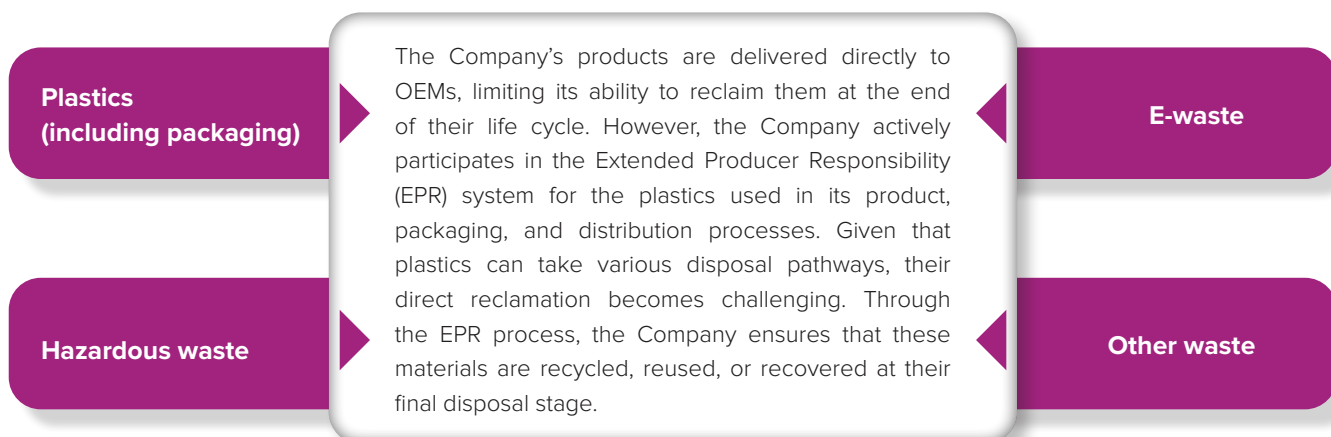 Plastics
(including packaging)
Hazardous waste
The Company’s products are delivered directly to
OEMs, limiting its ability to reclaim them at the end
of their life cycle. However, the Company actively
participates in the Extended Producer Responsibility
(EPR) system for the plastics used in its product,
packaging, and distribution processes. Given that
plastics can take various disposal pathways, their
direct reclamation becomes challenging. Through
the EPR process, the Company ensures that these
materials are recycled, reused, or recovered at their
final disposal stage.
E-waste
Other waste